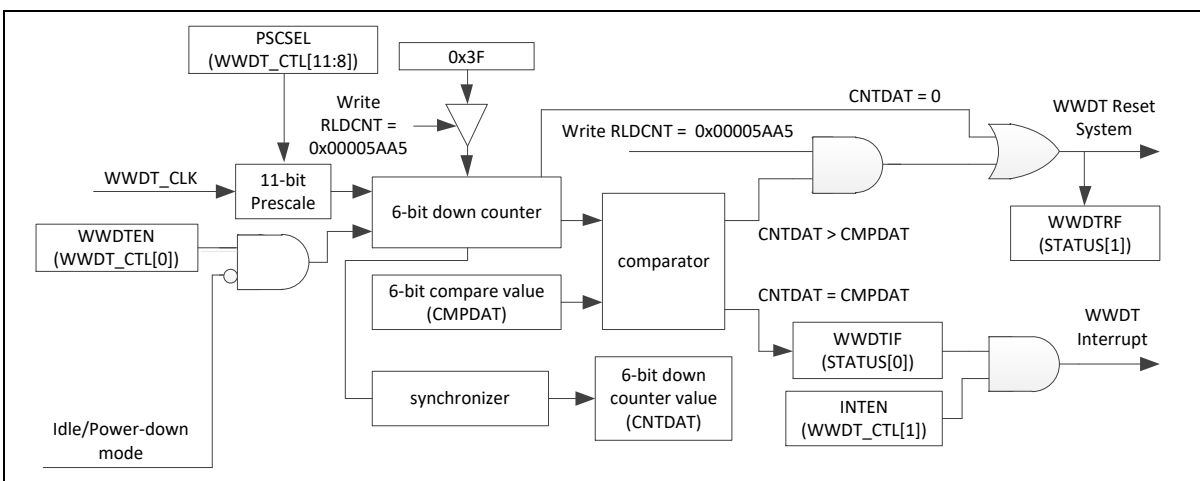 PSCSEL
(WWDT_CTL[11:8])
0x3F
Write
RLDCNT =
0x00005AA5
CNTDAT = 0
WWDT Reset
System
Write RLDCNT =  0x00005AA5
WWDT_CLK
11-bit
Prescale
6-bit down counter
WWDTEN
(WWDT_CTL[0])
comparator
CNTDAT > CMPDAT
WWDTRF
(STATUS[1])
6-bit compare value
(CMPDAT)
CNTDAT = CMPDAT
WWDTIF
(STATUS[0])
WWDT
Interrupt
synchronizer
6-bit down
counter value
(CNTDAT)
INTEN
(WWDT_CTL[1])
Idle/Power-down
mode